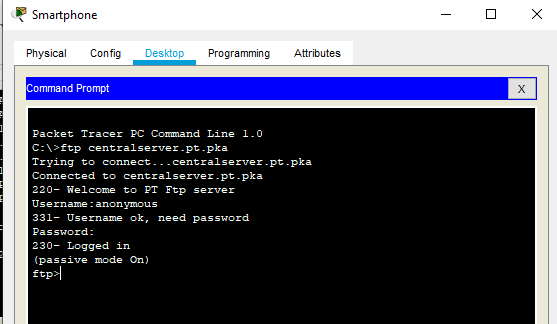 Smartphone
Physical Config Desktop Programming Attributes
Command Prompt
X
Packet Tracer PC Command Line 1.0
C:\>ftp centralserver.pt.pka
Trying to connect...centralserver.pt.pka
Connected to centralserver.pt.pka
220- Welcome to PT Ftp server
Username:anonymous
331- Username ok, need password
Password:
230- Logged in
(passive mode On)
ftp>